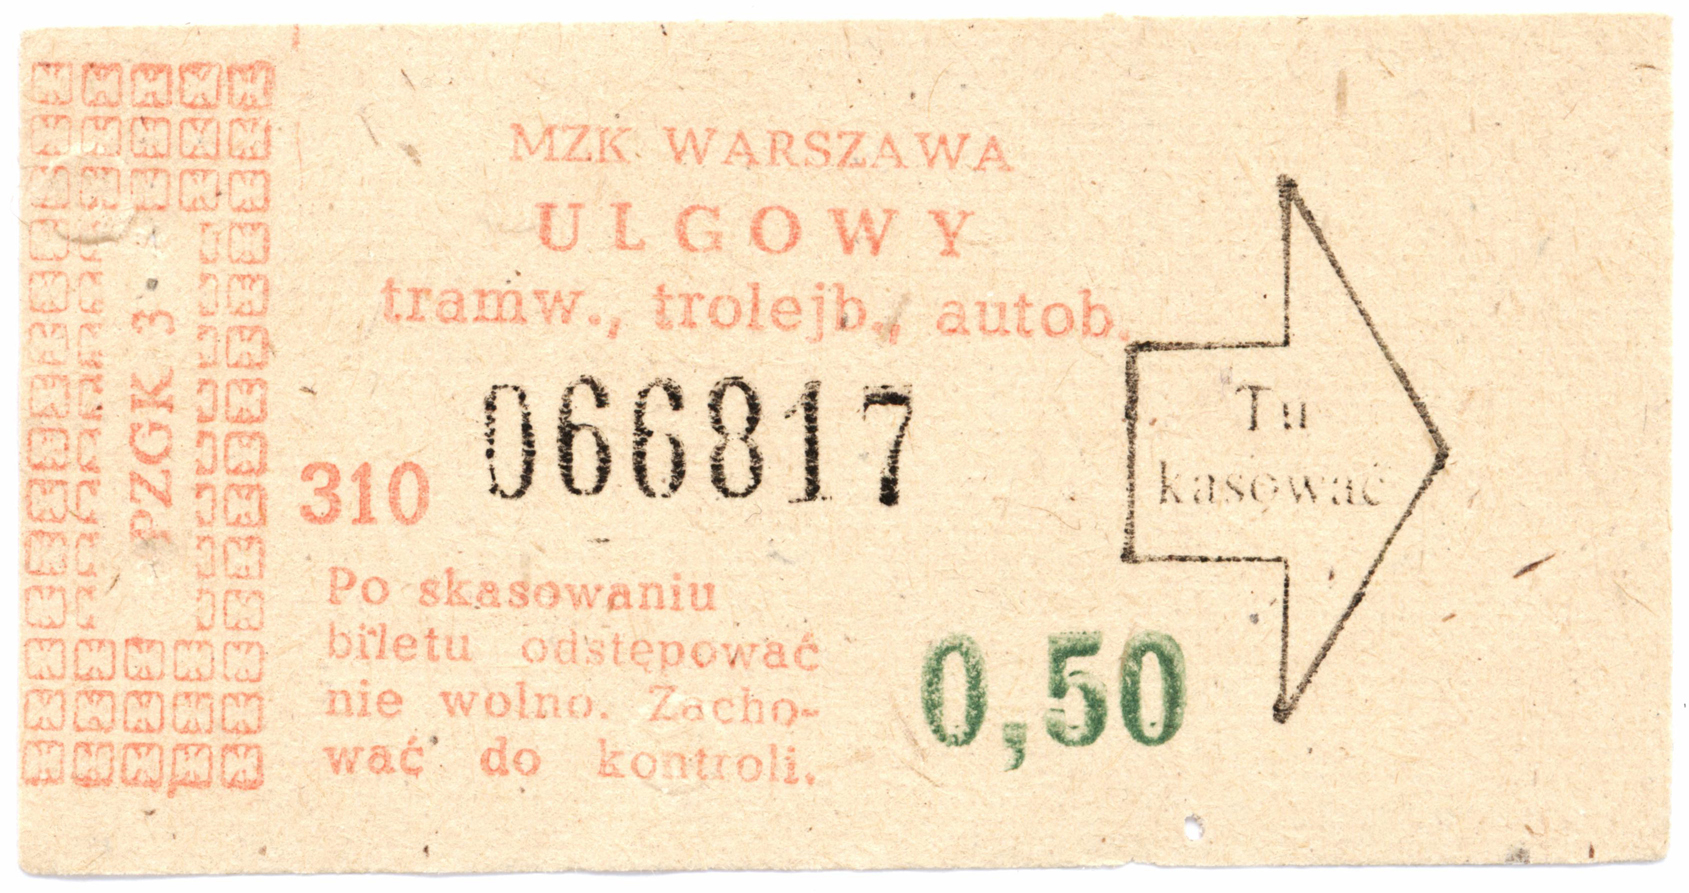 MZK WARSZAWA
ULGOWY
tramw., trolejb., autob.
066817
310
PZGK 3
Tu
kasować
Po skasowaniu
biletu odstępować
nie wolno. Zacho-
wać do kontroli.
0,50